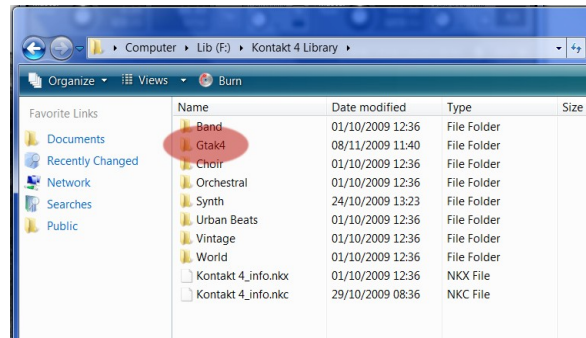 Computer Lib (F:) Kontakt 4 Library
Organize Views Burn
Favorite Links
Documents
Recently Changed
Network
Searches
Public
Name Date modified Type Size
Band 01/10/2009 12:36 File Folder
Gtak4 08/11/2009 11:40 File Folder
Choir 01/10/2009 12:36 File Folder
Orchestral 01/10/2009 12:36 File Folder
Synth 24/10/2009 13:23 File Folder
Urban Beats 01/10/2009 12:36 File Folder
Vintage 01/10/2009 12:36 File Folder
World 01/10/2009 12:36 File Folder
Kontakt 4_info.nkx 01/10/2009 12:36 NKX File
Kontakt 4_info.nkc 29/10/2009 08:36 NKC File